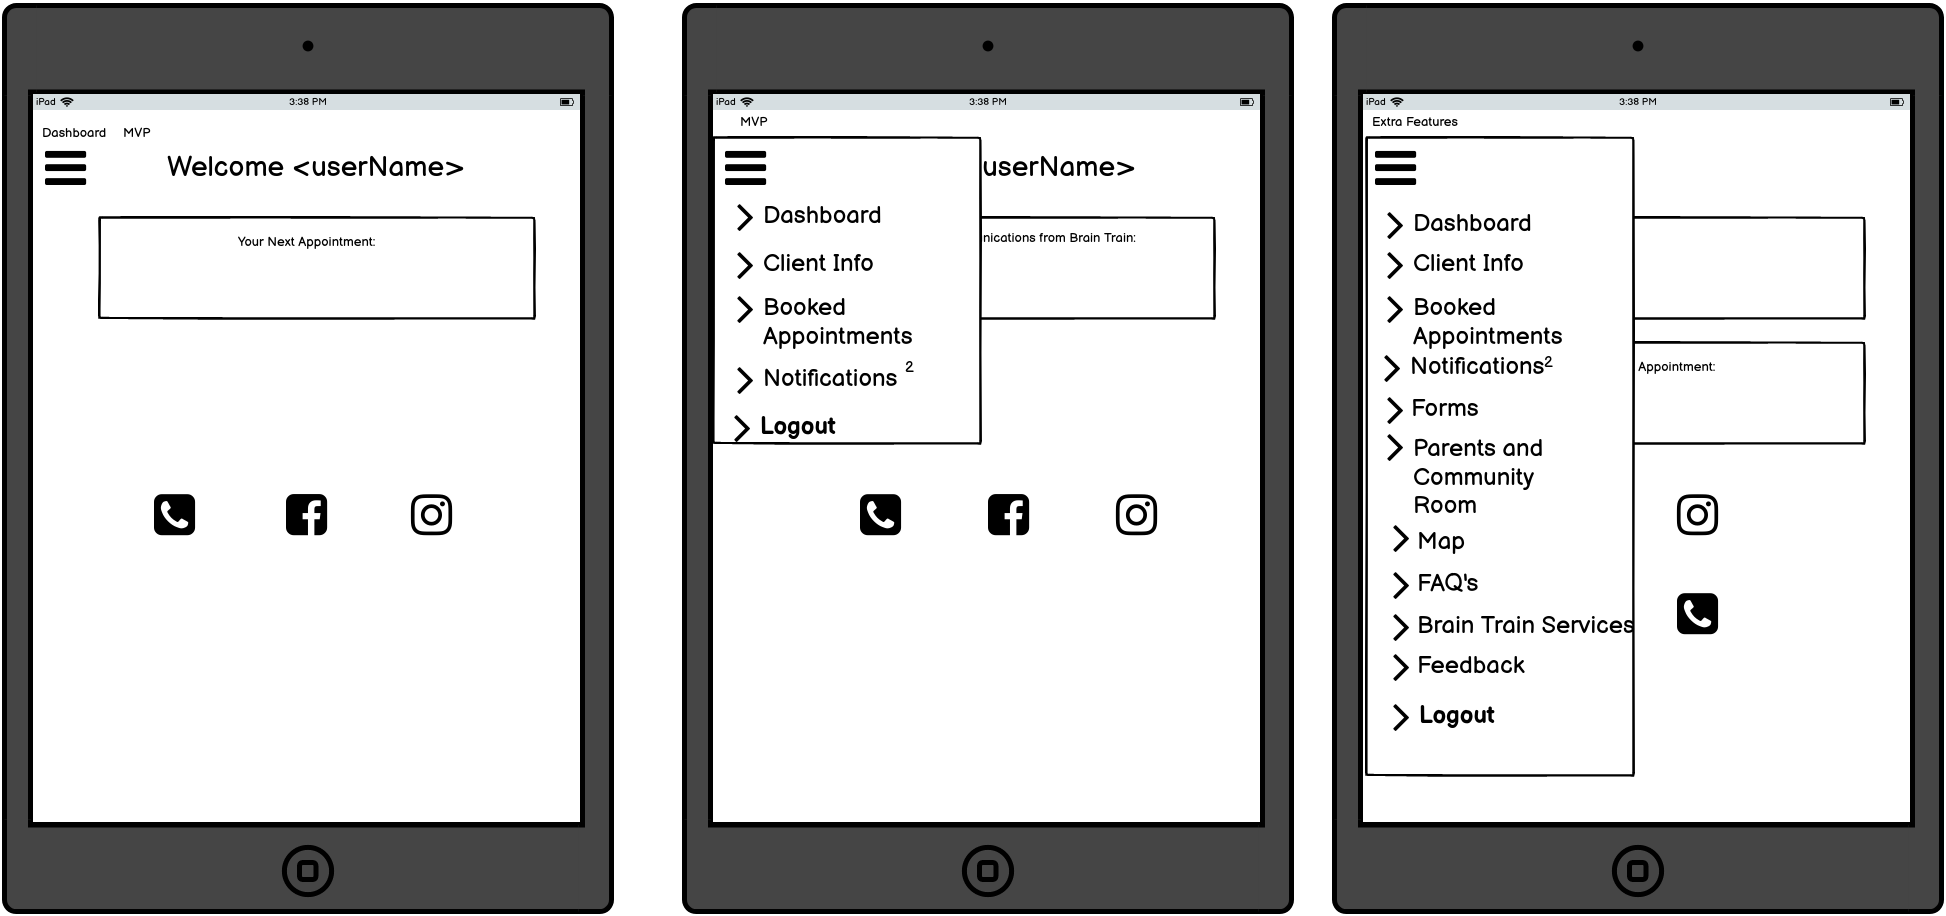 iPad
3:38 PM
Dashboard MVP
Welcome <userName>
Your Next Appointment:
iPad
3:38 PM
MVP
userName>
Dashboard
nications from Brain Train:
Client Info
Booked
Appointments
Notifications 2
Logout
iPad
3:38 PM
Extra Features
Dashboard
Client Info
Booked
Appointments
Notifications2
Appointment:
Forms
Parents and
Community
Room
Map
FAQ's
Brain Train Services
Feedback
Logout